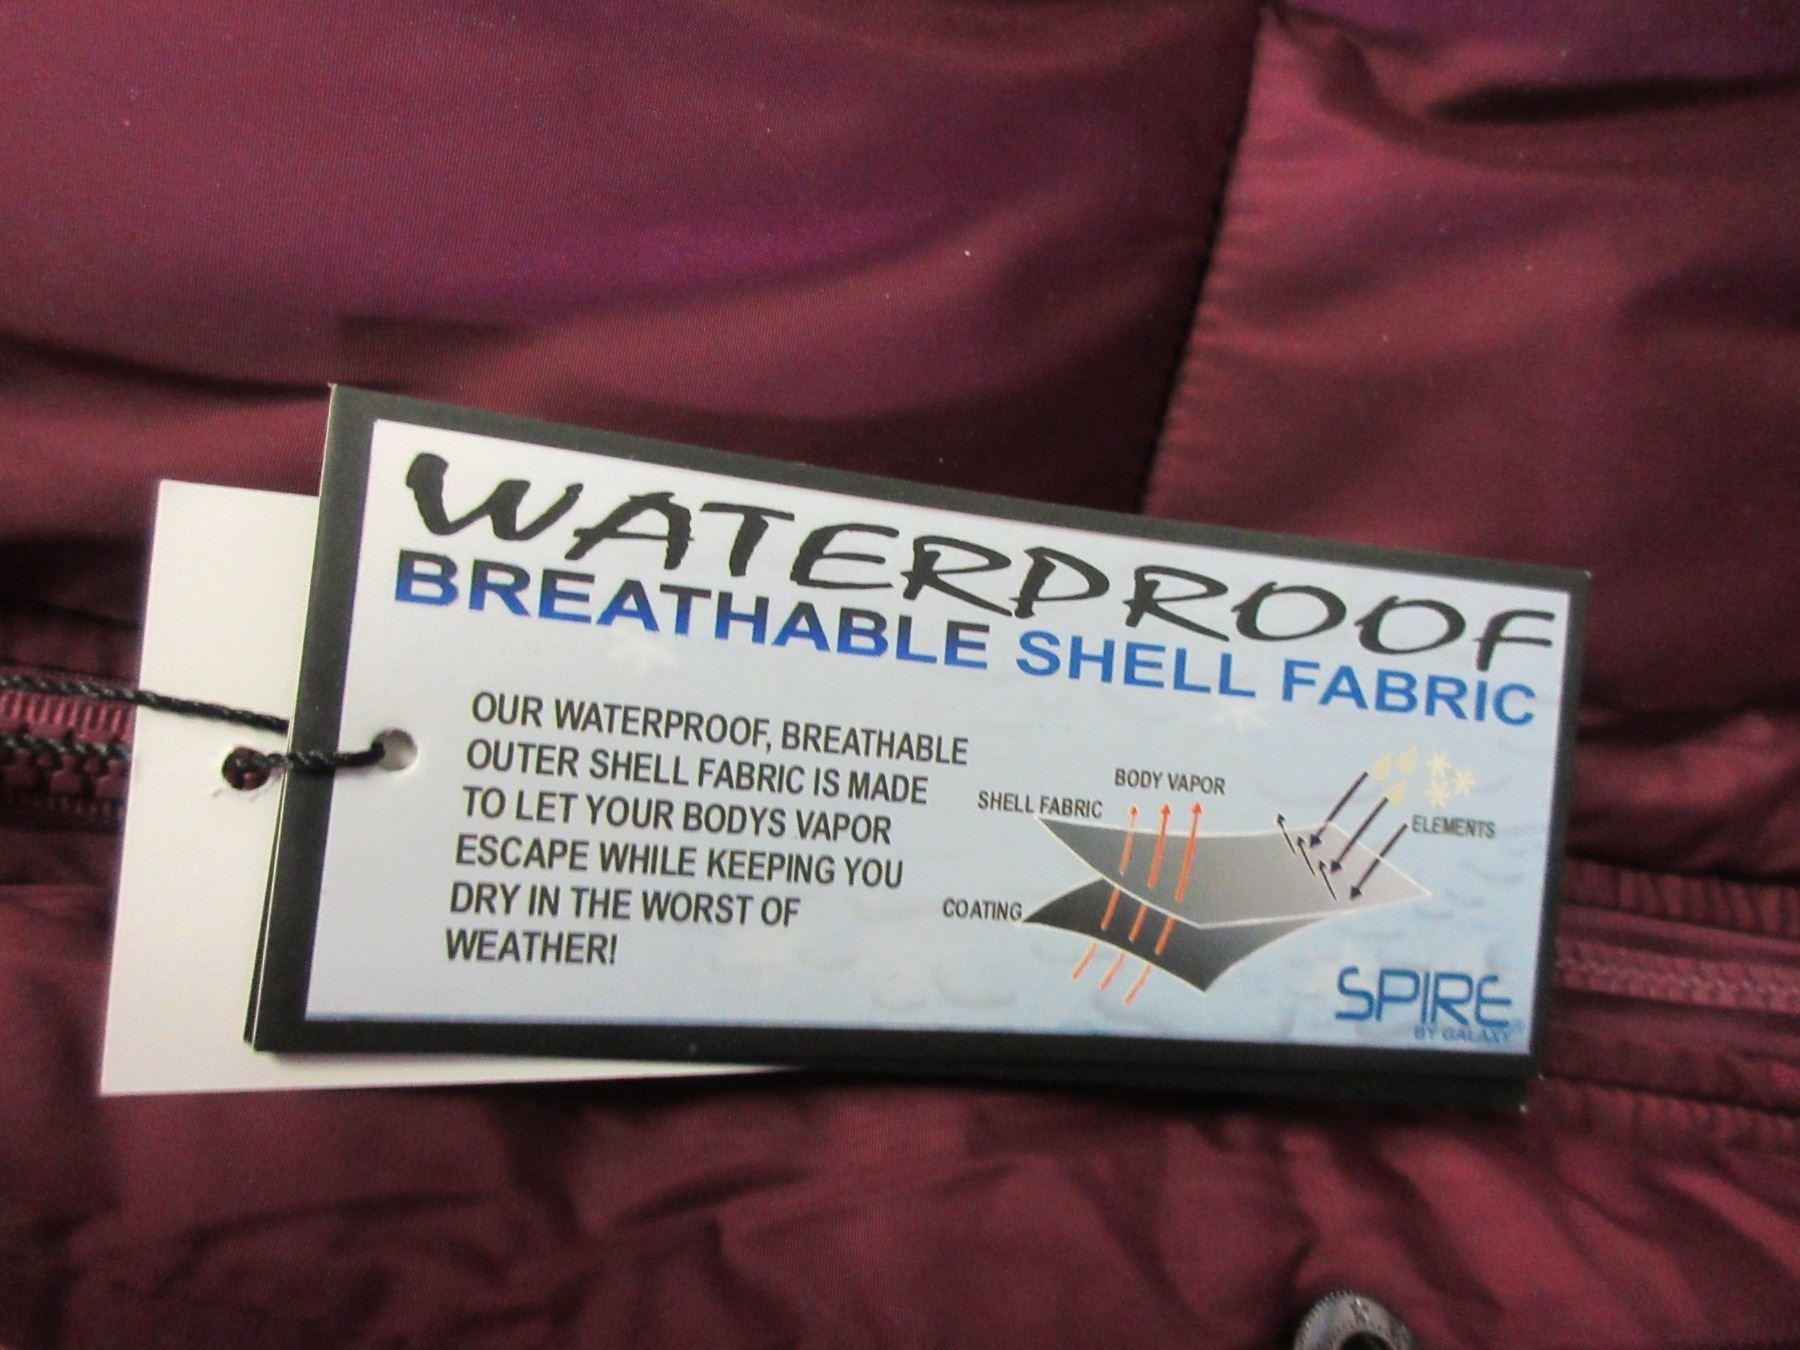 WATERPROOF
BREATHABLE SHELL FABRIC
OUR WATERPROOF, BREATHABLE
OUTER SHELL FABRIC IS MADE
TO LET YOUR BODYS VAPOR
ESCAPE WHILE KEEPING YOU
DRY IN THE WORST OF
WEATHER!
BODY VAPOR
SHELL FABRIC
ELEMENTS
COATING
SPIRE
BY GALAXY®